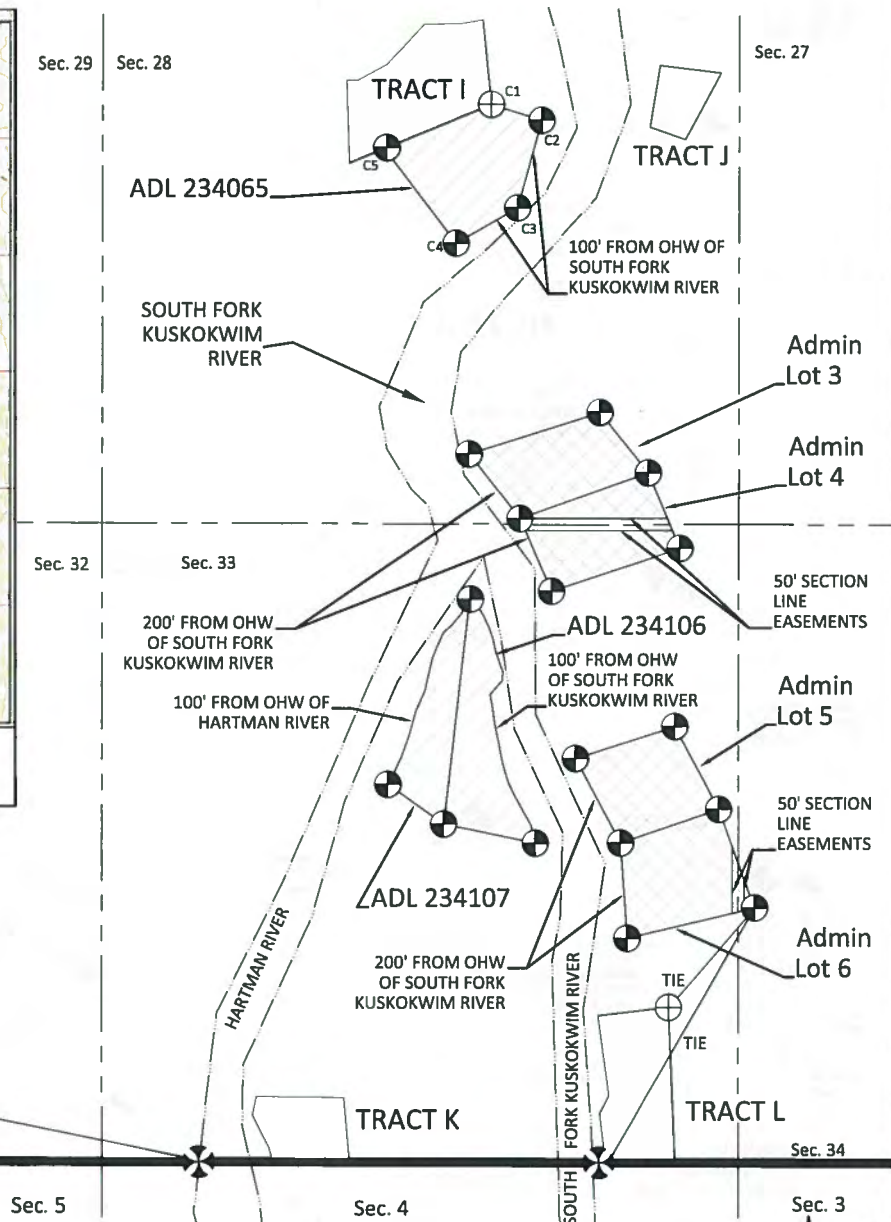 Sec. 29
Sec. 28
Sec. 27
TRACT I
C1
C2
TRACT J
C5
ADL 234065
C3
C4
100' FROM OHW OF
SOUTH FORK
KUSKOKWIM RIVER
SOUTH FORK
KUSKOKWIM
RIVER
Admin
Lot 3
Admin
Lot 4
Sec. 32
Sec. 33
50' SECTION
LINE
EASEMENTS
200' FROM OHW
OF SOUTH FORK
KUSKOKWIM RIVER
ADL 234106
100' FROM OHW
OF SOUTH FORK
KUSKOKWIM RIVER
100' FROM OHW OF
HARTMAN RIVER
Admin
Lot 5
50' SECTION
LINE
EASEMENTS
ADL 234107
Admin
Lot 6
200' FROM OHW
OF SOUTH FORK
KUSKOKWIM RIVER
HARTMAN RIVER
TIE
TIE
SOUTH FORK KUSKOKWIM RIVER
TRACT K
TRACT L
Sec. 34
Sec. 5
Sec. 4
Sec. 3